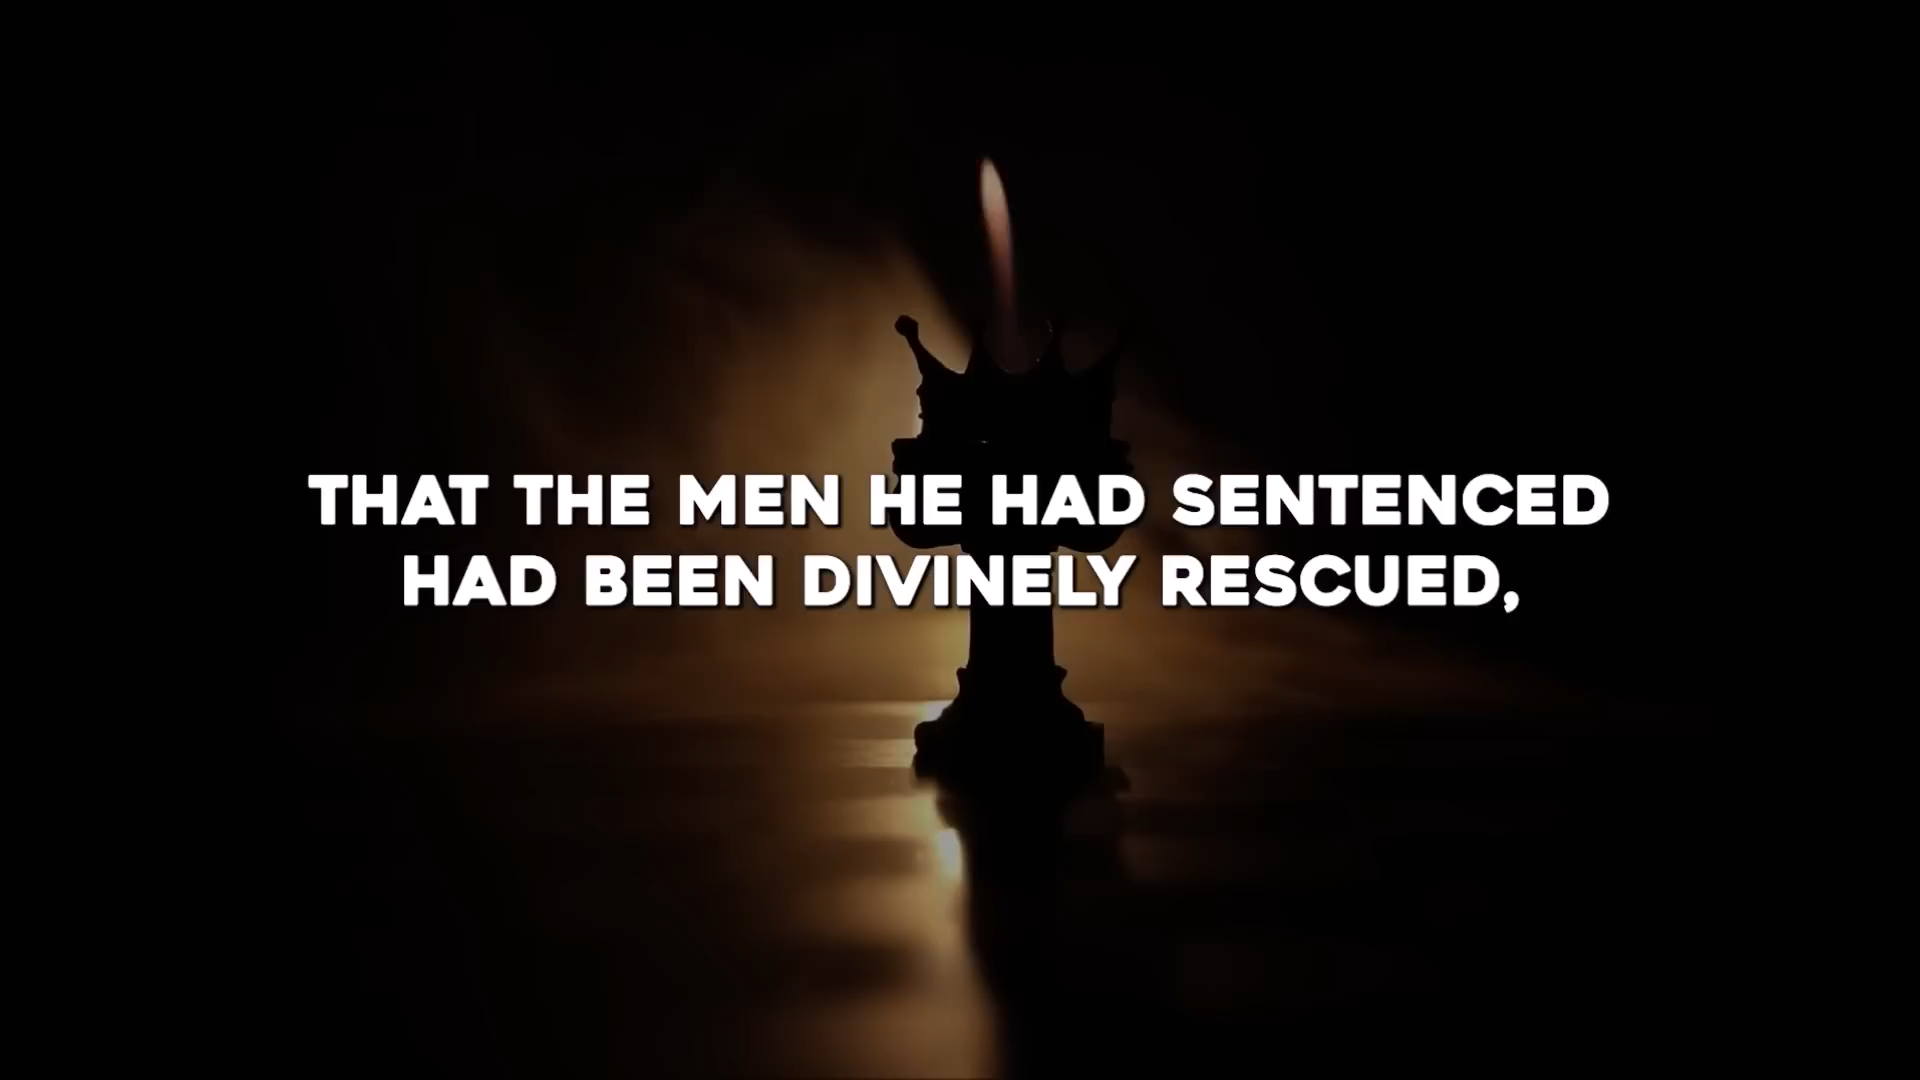 THAT THE MEN HE HAD SENTENCED
HAD BEEN DIVINELY RESCUED,